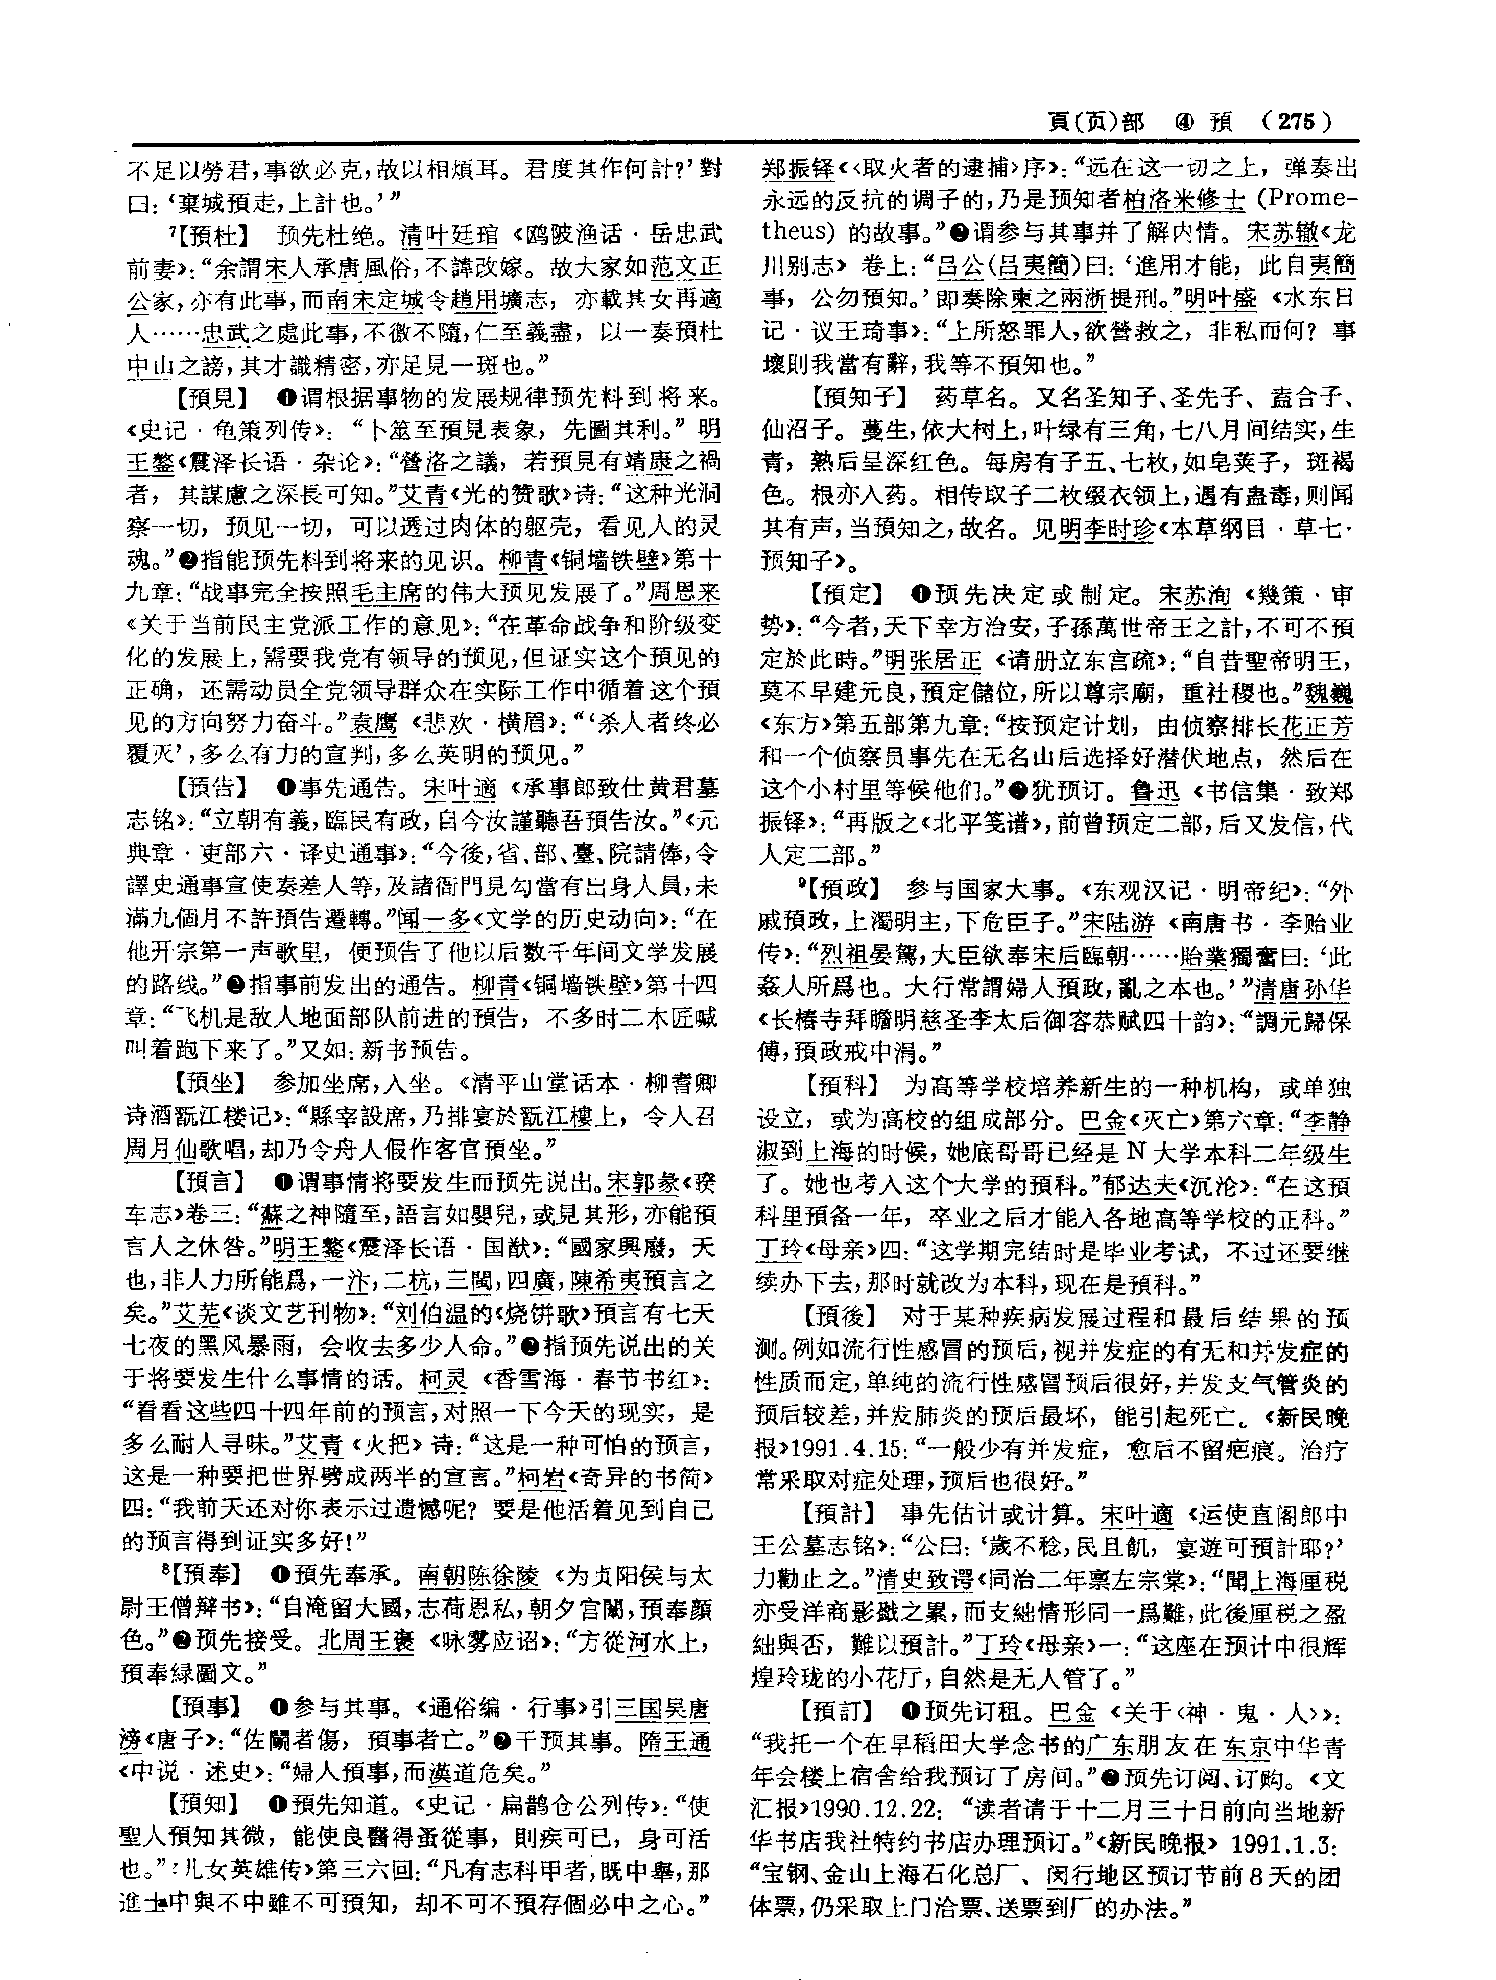 頁(页)部　④　預　(275)
不足以勞君,事欲必克,故以相煩耳。君度其作何計?’對
曰:‘棄城預走,上計也。’”
⁷【預杜】　预先杜绝。清叶廷琯《鸥陂渔话·岳忠武
前妻》:“余謂宋人承唐風俗,不諱改嫁。故大家如范文正
公家,亦有此事,而南宋定城令趙用壙志,亦載其女再適
人……忠武之處此事,不徼不隨,仁至義盡,以一奏預杜
中山之謗,其才識精密,亦足見一斑也。”
【預見】　❶谓根据事物的发展规律预先料到将来。
《史记·龟策列传》:“卜筮至預見表象,先圖其利。”明
王鏊《震泽长语·杂论》:“營洛之議,若預見有靖康之禍
者,其謀慮之深長可知。”艾青《光的赞歌》诗:“这种光洞
察一切,预见一切,可以透过肉体的躯壳,看见人的灵
魂。”❷指能预先料到将来的见识。柳青《铜墙铁壁》第十
九章:“战事完全按照毛主席的伟大预见发展了。”周恩来
《关于当前民主党派工作的意见》:“在革命战争和阶级变
化的发展上,需要我党有领导的预见,但证实这个預见的
正确,还需动员全党领导群众在实际工作中循着这个預
见的方向努力奋斗。”袁鹰《悲欢·横眉》:“‘杀人者终必
覆灭’,多么有力的宣判,多么英明的预见。”
【預告】　❶事先通告。宋叶適《承事郎致仕黄君墓
志铭》:“立朝有義,臨民有政,自今汝謹聽吾預告汝。”《元
典章·吏部六·译史通事》:“今後,省、部、臺、院請俸,令
譯史通事宣使奏差人等,及諸衙門見勾當有出身人員,未
滿九個月不許預告遷轉。”闻一多《文学的历史动向》:“在
他开宗第一声歌里,便预告了他以后数千年间文学发展
的路线。”❷指事前发出的通告。柳青《铜墙铁壁》第十四
章:“飞机是敌人地面部队前进的預告,不多时二木匠喊
叫着跑下来了。”又如:新书预告。
【預坐】　参加坐席,入坐。《清平山堂话本·柳耆卿
诗酒翫江楼记》:“縣宰設席,乃排宴於翫江樓上,令人召
周月仙歌唱,却乃令舟人假作客官預坐。”
【預言】　❶谓事情将要发生而预先说出。宋郭彖《睽
车志》卷三:“蘇之神隨至,語言如嬰兒,或見其形,亦能預
言人之休咎。”明王鏊《震泽长语·国猷》:“國家興廢,天
也,非人力所能爲,一汴,二杭,三閩,四廣,陳希夷預言之
矣。”艾芜《谈文艺刊物》:“刘伯温的《烧饼歌》預言有七天
七夜的黑风暴雨,会收去多少人命。”❷指预先说出的关
于将要发生什么事情的话。柯灵《香雪海·春节书红》:
“看看这些四十四年前的预言,对照一下今天的现实,是
多么耐人寻味。”艾青《火把》诗:“这是一种可怕的预言,
这是一种要把世界劈成两半的宣言。”柯岩《奇异的书简》
四:“我前天还对你表示过遗憾呢?要是他活着见到自己
的预言得到证实多好!”
⁸【預奉】　❶预先奉承。南朝陈徐陵《为贞阳侯与太
尉王僧辩书》:“自淹留大國,志荷恩私,朝夕宫闈,預奉顏
色。”❷预先接受。北周王褒《咏雾应诏》:“方從河水上,
預奉緑圖文。”
【預事】　❶参与其事。《通俗编·行事》引三国吴唐
滂《唐子》:“佐鬭者傷,預事者亡。”❷干预其事。隋王通
《中说·述史》:“婦人預事,而漢道危矣。”
【預知】　❶預先知道。《史记·扁鹊仓公列传》:“使
聖人預知其微,能使良醫得蚤從事,則疾可已,身可活
也。”《儿女英雄传》第三六回:“凡有志科甲者,既中舉,那
進士中與不中雖不可預知,却不可不預存個必中之心。”
郑振铎《〈取火者的逮捕〉序》:“远在这一切之上,弹奏出
永远的反抗的调子的,乃是预知者柏洛米修士(Prome-
theus)的故事。”❷谓参与其事并了解内情。宋苏辙《龙
川别志》卷上:“吕公(吕夷簡)曰:‘進用才能,此自夷簡
事,公勿預知。’即奏除束之兩浙提刑。”明叶盛《水东日
记·议王琦事》:“上所怒罪人,欲營救之,非私而何?事
壞則我當有辭,我等不預知也。”
【預知子】　药草名。又名圣知子、圣先子、盍合子、
仙沼子。蔓生,依大树上,叶绿有三角,七八月间结实,生
青,熟后呈深红色。每房有子五、七枚,如皂荚子,斑褐
色。根亦入药。相传取子二枚缀衣领上,遇有蛊毒,则闻
其有声,当預知之,故名。见明李时珍《本草纲目·草七·
预知子》。
【預定】　❶预先决定或制定。宋苏洵《幾策·审
势》:“今者,天下幸方治安,子孫萬世帝王之計,不可不預
定於此時。”明张居正《请册立东宫疏》:“自昔聖帝明王,
莫不早建元良,預定儲位,所以尊宗廟,重社稷也。”魏巍
《东方》第五部第九章:“按预定计划,由侦察排长花正芳
和一个侦察员事先在无名山后选择好潜伏地点,然后在
这个小村里等候他们。”❷犹预订。鲁迅《书信集·致郑
振铎》:“再版之《北平笺谱》,前曾预定二部,后又发信,代
人定二部。”
⁹【預政】　参与国家大事。《东观汉记·明帝纪》:“外
戚預政,上濁明主,下危臣子。”宋陆游《南唐书·李贻业
传》:“烈祖晏駕,大臣欲奉宋后臨朝……貽業獨奮曰:‘此
姦人所爲也。大行常謂婦人預政,亂之本也。’”清唐孙华
《长椿寺拜瞻明慈圣李太后御容恭赋四十韵》:“調元歸保
傅,預政戒中涓。”
【預科】　为高等学校培养新生的一种机构,或单独
设立,或为高校的组成部分。巴金《灭亡》第六章:“李静
淑到上海的时候,她底哥哥已经是N大学本科二年级生
了。她也考入这个大学的預科。”郁达夫《沉沦》:“在这預
科里預备一年,卒业之后才能入各地高等学校的正科。”
丁玲《母亲》四:“这学期完结时是毕业考试,不过还要继
续办下去,那时就改为本科,现在是預科。”
【預後】　对于某种疾病发展过程和最后结果的预
测。例如流行性感冒的预后,视并发症的有无和并发症的
性质而定,单纯的流行性感冒预后很好,并发支气管炎的
预后较差,并发肺炎的预后最坏,能引起死亡。《新民晚
报》1991.4.15:“一般少有并发症,愈后不留疤痕。治疗
常采取对症处理,预后也很好。”
【預計】　事先估计或计算。宋叶適《运使直阁郎中
王公墓志铭》:“公曰:‘歲不稔,民且飢,宴遊可預計耶?’
力勸止之。”清史致谔《同治二年禀左宗棠》:“聞上海厘税
亦受洋商影戤之累,而支絀情形同一爲難,此後厘税之盈
絀與否,難以預計。”丁玲《母亲》一:“这座在预计中很辉
煌玲珑的小花厅,自然是无人管了。”
【預訂】　❶预先订租。巴金《关于〈神·鬼·人〉》:
“我托一个在早稻田大学念书的广东朋友在东京中华青
年会楼上宿舍给我预订了房间。”❷预先订阅、订购。《文
汇报》1990.12.22:“读者请于十二月三十日前向当地新
华书店我社特约书店办理预订。”《新民晚报》1991.1.3:
“宝钢、金山上海石化总厂、闵行地区预订节前8天的团
体票,仍采取上门洽票、送票到厂的办法。”